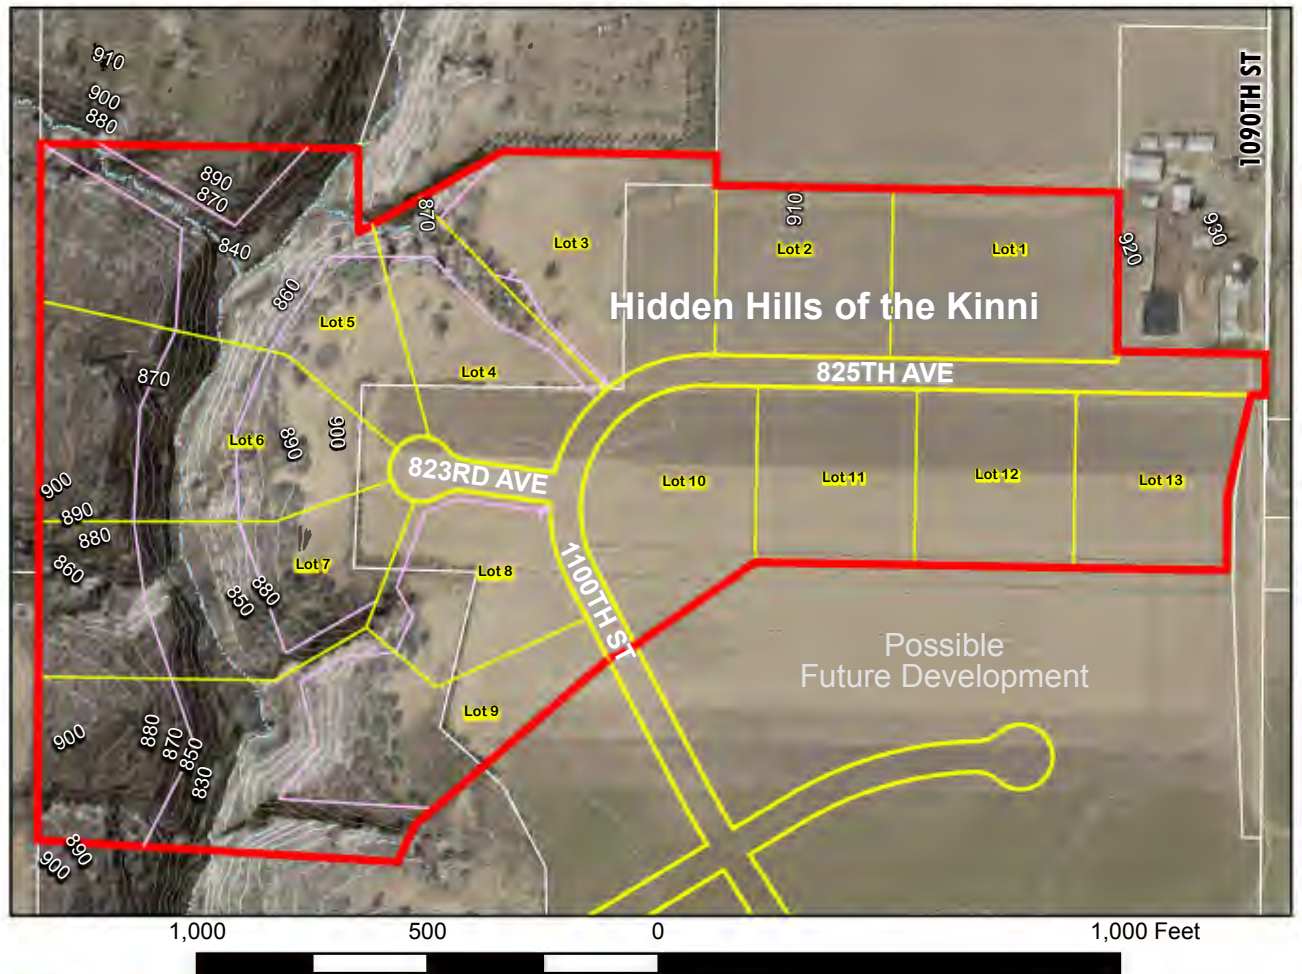 910
900
880
890
870
840
860
870
1090TH ST
910
930
920
Lot 3
Lot 2
Lot 1
Hidden Hills of the Kinni
Lot 5
Lot 4
825TH AVE
870
Lot 6
890
900
823RD AVE
Lot 10
Lot 11
Lot 12
Lot 13
900
890
880
860
Lot 7
850
880
Lot 8
1100TH ST
Possible
Future Development
Lot 9
900
880
870
850
830
890
900
1,000
500
0
1,000 Feet